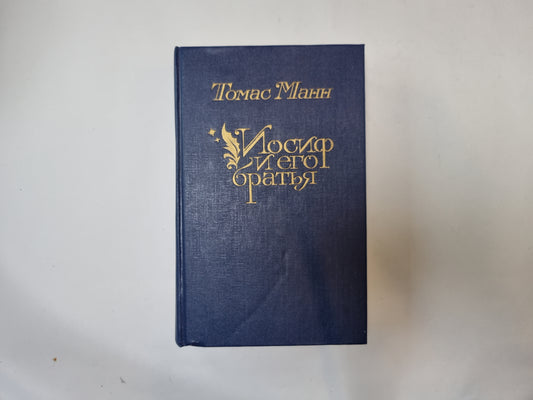 Томас Манн
Иосиф
и его
братья